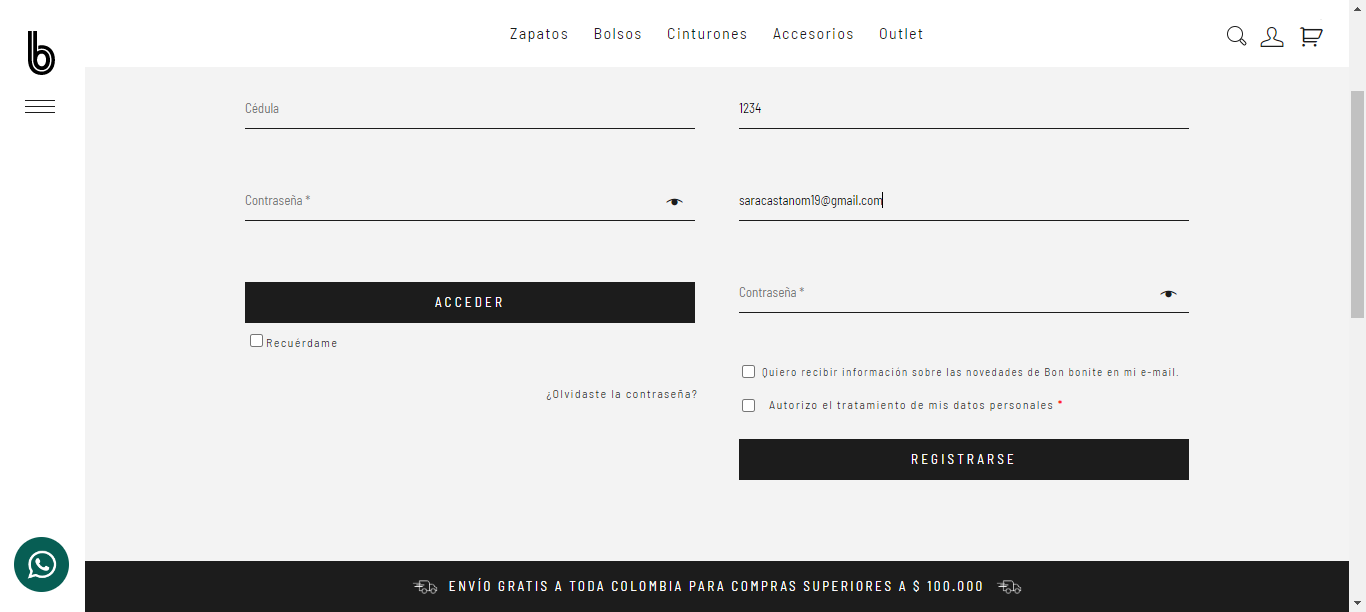 b
Zapatos Bolsos Cinturones Accesorios Outlet
Cédula
Contraseña *
ACCEDER
Recuérdame
¿Olvidaste la contraseña?
1234
saracastanom19@gmail.com
Contraseña *
Quiero recibir información sobre las novedades de Bon bonite en mi e-mail.
Autorizo el tratamiento de mis datos personales *
REGISTRARSE
ENVÍO GRATIS A TODA COLOMBIA PARA COMPRAS SUPERIORES A $ 100.000